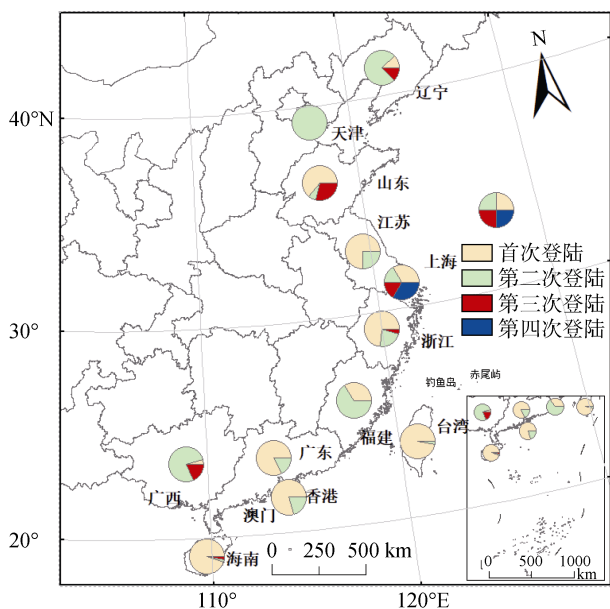 N
辽宁
40°N
天津
山东
江苏
上海
首次登陆
第二次登陆
第三次登陆
第四次登陆
30°
浙江
钓鱼岛
赤尾屿
台湾
福建
广东
广西
香港
澳门
海南
20°
0 250 500 km
0 500 1000
km
110°
120°E